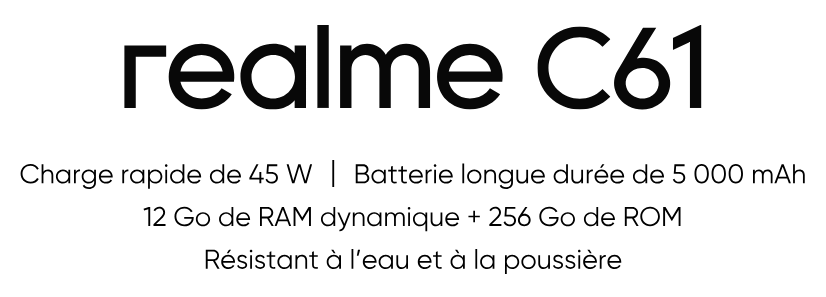 realme C61
Charge rapide de 45 W | Batterie longue durée de 5 000 mAh
12 Go de RAM dynamique + 256 Go de ROM
Résistant à l’eau et à la poussière